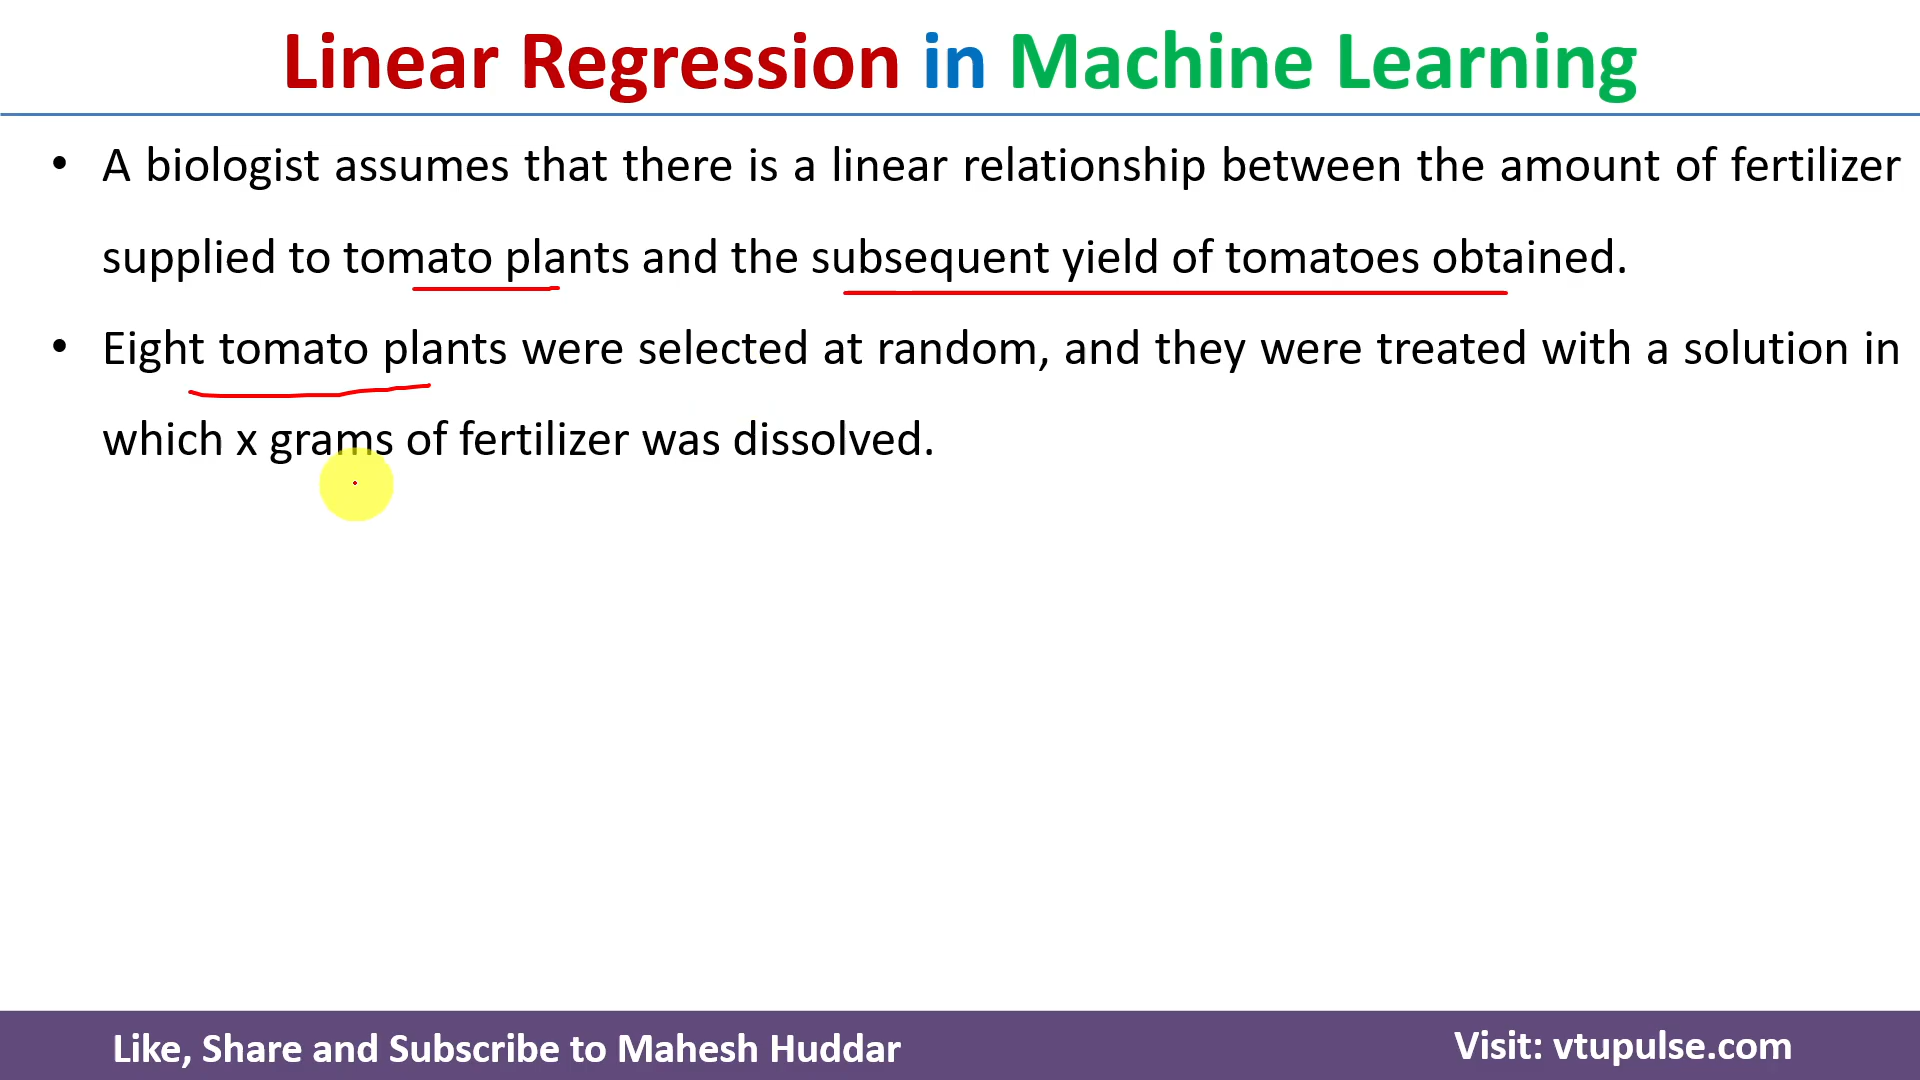 Linear Regression in Machine Learning
• A biologist assumes that there is a linear relationship between the amount of fertilizer
supplied to tomato plants and the subsequent yield of tomatoes obtained.
• Eight tomato plants were selected at random, and they were treated with a solution in
which x grams of fertilizer was dissolved.
Like, Share and Subscribe to Mahesh Huddar
Visit: vtupulse.com